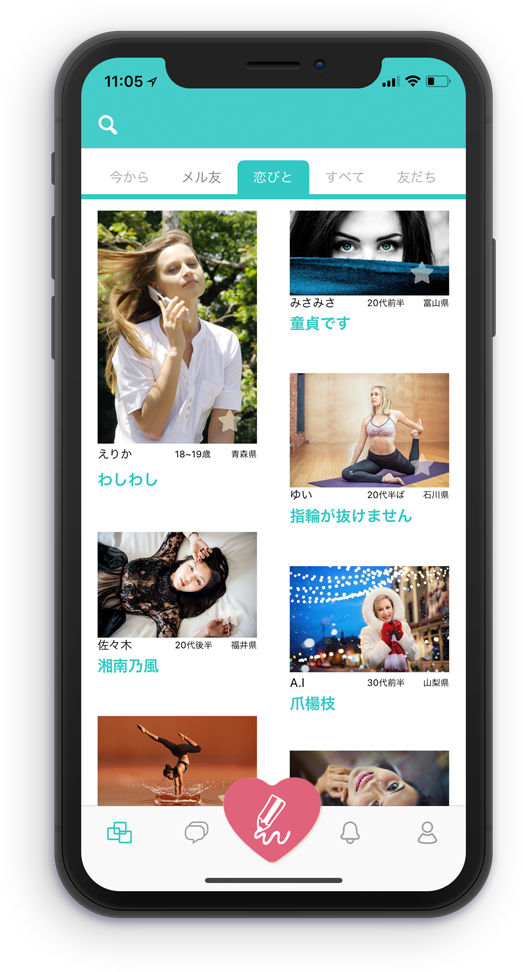 11:05
今から メル友 恋びと すべて 友だち
えりか 18~19歳 青森県
わしわし
みさみさ 20代前半 富山県
童貞です
ゆい 20代半ば 石川県
指輪が抜けません
佐々木 20代後半 福井県
湘南乃風
A.I 30代前半 山梨県
爪楊枝